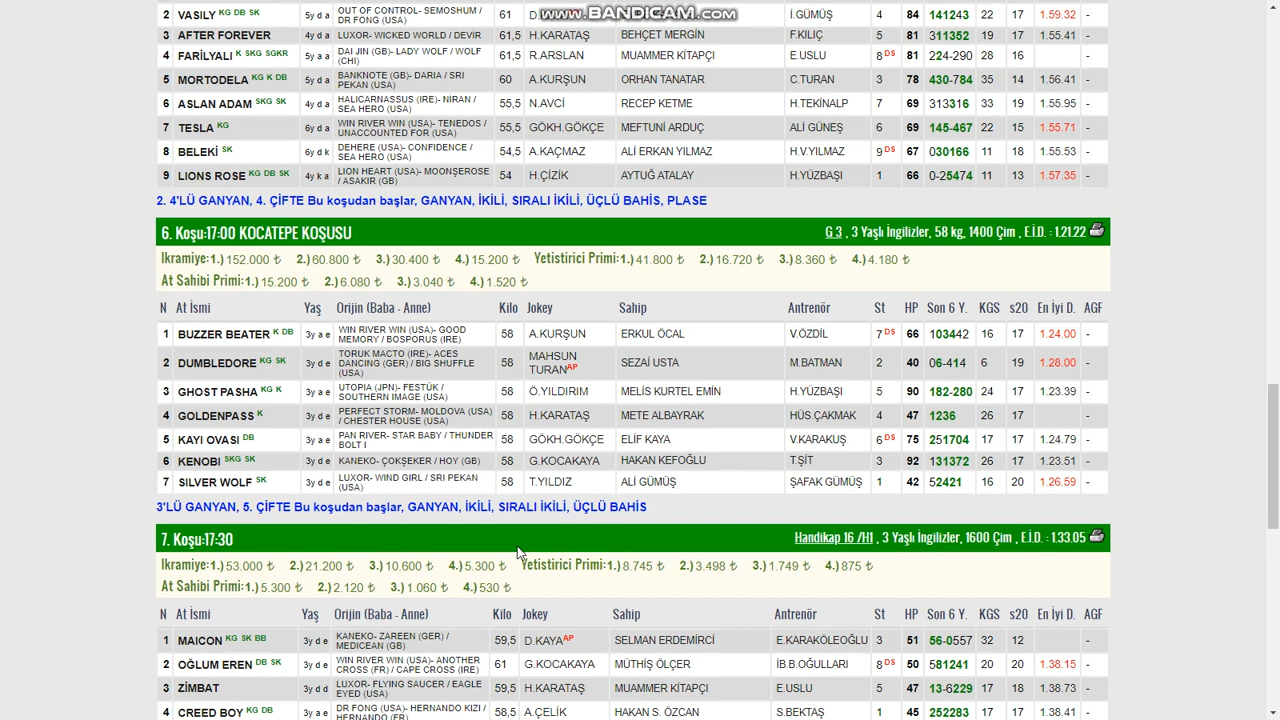 www.BANDICAM.com
2 VASILY KG DB SK 5y d a OUT OF CONTROL- SEMOSHUM / DR FONG (USA) 61 İ.GÜMÜŞ 4 84 141243 22 17 1.59.32 -
3 AFTER FOREVER 4y d a LUXOR- WICKED WORLD / DEVIR 61,5 H.KARATAŞ BEHÇET MERGİN F.KILIÇ 5 81 311352 19 17 1.55.41 -
4 FARİLYALI K SKG SGKR 5y a a DAI JIN (GB)- LADY WOLF / WOLF (CHI) 61,5 R.ARSLAN MUAMMER KİTAPÇI E.USLU 8 DS 81 224-290 28 16 -
5 MORTODELA KG K DB 5y d a BANKNOTE (GB)- DARIA / SRI PEKAN (USA) 60 A.KURŞUN ORHAN TANATAR C.TURAN 3 78 430-784 35 14 1.56.41 -
6 ASLAN ADAM SKG SK 4y d a HALICARNASSUS (IRE)- NİRAN / SEA HERO (USA) 55,5 N.AVCİ RECEP KETME H.TEKİNALP 7 69 313316 33 19 1.55.95 -
7 TESLA KG 6y d a WIN RIVER WIN (USA)- TENEDOS / UNACCOUNTED FOR (USA) 55,5 GÖKH.GÖKÇE MEFTUNİ ARDUÇ ALİ GÜNEŞ 6 69 145-467 22 15 1.55.71 -
8 BELEKİ SK 6y d k DEHERE (USA)- CONFIDENCE / SEA HERO (USA) 54,5 A.KAÇMAZ ALİ ERKAN YILMAZ H.V.YILMAZ 9 DS 67 030166 11 18 1.55.53 -
9 LIONS ROSE KG DB SK 4y k a LION HEART (USA)- MOONŞEROSE / ASAKIR (GB) 54 H.ÇİZİK AYTUĞ ATALAY H.YÜZBAŞI 1 66 0-25474 11 13 1.57.35 -
2. 4'LÜ GANYAN, 4. ÇİFTE Bu koşudan başlar, GANYAN, İKİLİ, SIRALI İKİLİ, ÜÇLÜ BAHİS, PLASE
6. Koşu:17:00 KOCATEPE KOŞUSU G 3 , 3 Yaşlı İngilizler, 58 kg, 1400 Çim , E.İ.D. : 1.21.22
Ikramiye:1.) 152.000 ₺ 2.) 60.800 ₺ 3.) 30.400 ₺ 4.) 15.200 ₺ Yetistirici Primi:1.) 41.800 ₺ 2.) 16.720 ₺ 3.) 8.360 ₺ 4.) 4.180 ₺
At Sahibi Primi:1.) 15.200 ₺ 2.) 6.080 ₺ 3.) 3.040 ₺ 4.) 1.520 ₺
N At İsmi Yaş Orijin (Baba - Anne) Kilo Jokey Sahip Antrenör St HP Son 6 Y. KGS s20 En İyi D. AGF
1 BUZZER BEATER K DB 3y a e WIN RIVER WIN (USA)- GOOD MEMORY / BOSPORUS (IRE) 58 A.KURŞUN ERKUL ÖCAL V.ÖZDİL 7 DS 66 103442 16 17 1.24.00 -
2 DUMBLEDORE KG SK 3y d e TORUK MACTO (IRE)- ACES DANCING (GER) / BIG SHUFFLE (USA) 58 MAHSUN TURAN AP SEZAİ USTA M.BATMAN 2 40 06-414 6 19 1.28.00 -
3 GHOST PASHA KG K 3y a e UTOPIA (JPN)- FESTÜK / SOUTHERN IMAGE (USA) 58 Ö.YILDIRIM MELİS KURTEL EMİN H.YÜZBAŞI 5 90 182-280 24 17 1.23.39 -
4 GOLDENPASS K 3y d e PERFECT STORM- MOLDOVA (USA) / CHESTER HOUSE (USA) 58 H.KARATAŞ METE ALBAYRAK HÜS.ÇAKMAK 4 47 1236 26 17 -
5 KAYI OVASI DB 3y a e PAN RIVER- STAR BABY / THUNDER BOLT I 58 GÖKH.GÖKÇE ELİF KAYA V.KARAKUŞ 6 DS 75 251704 17 17 1.24.79 -
6 KENOBI SKG SK 3y d e KANEKO- ÇOKŞEKER / HOY (GB) 58 G.KOCAKAYA HAKAN KEFOĞLU T.ŞİT 3 92 131372 26 17 1.23.51 -
7 SILVER WOLF SK 3y d e LUXOR- WIND GIRL / SRI PEKAN (USA) 58 T.YILDIZ ALİ GÜMÜŞ ŞAFAK GÜMÜŞ 1 42 52421 16 20 1.26.59 -
3'LÜ GANYAN, 5. ÇİFTE Bu koşudan başlar, GANYAN, İKİLİ, SIRALI İKİLİ, ÜÇLÜ BAHİS
7. Koşu:17:30 Handikap 16 /H1 , 3 Yaşlı İngilizler, 1600 Çim , E.İ.D. : 1.33.05
Ikramiye:1.) 53.000 ₺ 2.) 21.200 ₺ 3.) 10.600 ₺ 4.) 5.300 ₺ Yetistirici Primi:1.) 8.745 ₺ 2.) 3.498 ₺ 3.) 1.749 ₺ 4.) 875 ₺
At Sahibi Primi:1.) 5.300 ₺ 2.) 2.120 ₺ 3.) 1.060 ₺ 4.) 530 ₺
N At İsmi Yaş Orijin (Baba - Anne) Kilo Jokey Sahip Antrenör St HP Son 6 Y. KGS s20 En İyi D. AGF
1 MAICON KG SK BB 3y d e KANEKO- ZAREEN (GER) / MEDICEAN (GB) 59,5 D.KAYA AP SELMAN ERDEMİRCİ E.KARAKÖLEOĞLU 3 51 56-0557 32 12 -
2 OĞLUM EREN DB SK 3y d e WIN RIVER WIN (USA)- ANOTHER CROSS (FR) / CAPE CROSS (IRE) 61 G.KOCAKAYA MÜTHİŞ ÖLÇER İB.B.OĞULLARI 8 DS 50 581241 20 20 1.38.15 -
3 ZİMBAT 3y d d LUXOR- FLYING SAUCER / EAGLE EYED (USA) 59,5 H.KARATAŞ MUAMMER KİTAPÇI E.USLU 5 47 13-6229 17 18 1.38.73 -
4 CREED BOY KG DB 3y a e DR FONG (USA)- HERNANDO KIZI / HERNANDO (FR) 58,5 A.ÇELİK HAKAN S. ÖZCAN S.BEKTAŞ 1 45 252283 17 17 1.38.41 -